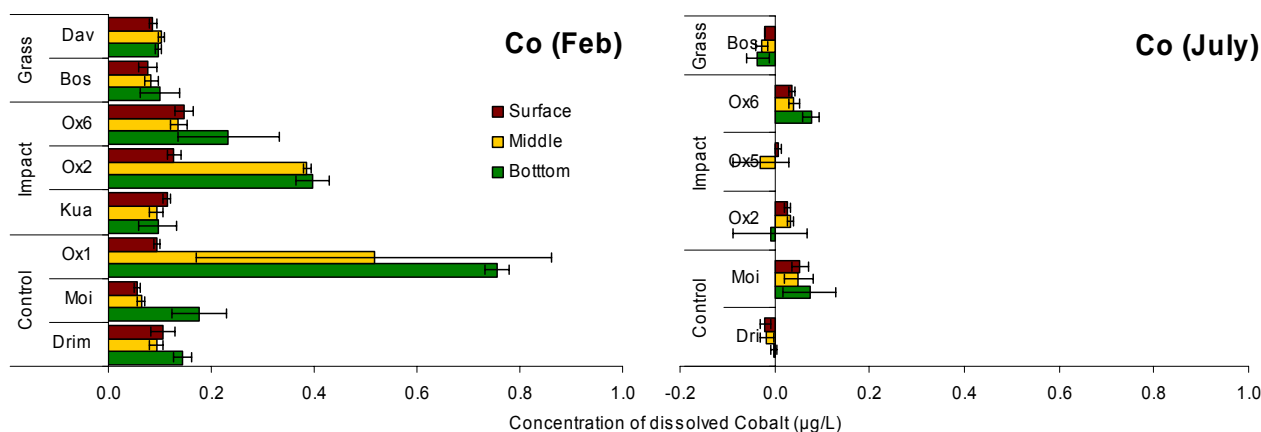 Co (Feb)
Grass
Dav
Bos
Impact
Ox6
Ox2
Kua
Control
Ox1
Moi
Drim
Surface
Middle
Botttom
0.0 0.2 0.4 0.6 0.8 1.0
Co (July)
Grass
Bos
Impact
Ox6
Ox5
Ox2
Control
Moi
Dri
-0.2 0.0 0.2 0.4 0.6 0.8 1.0
Concentration of dissolved Cobalt (µg/L)